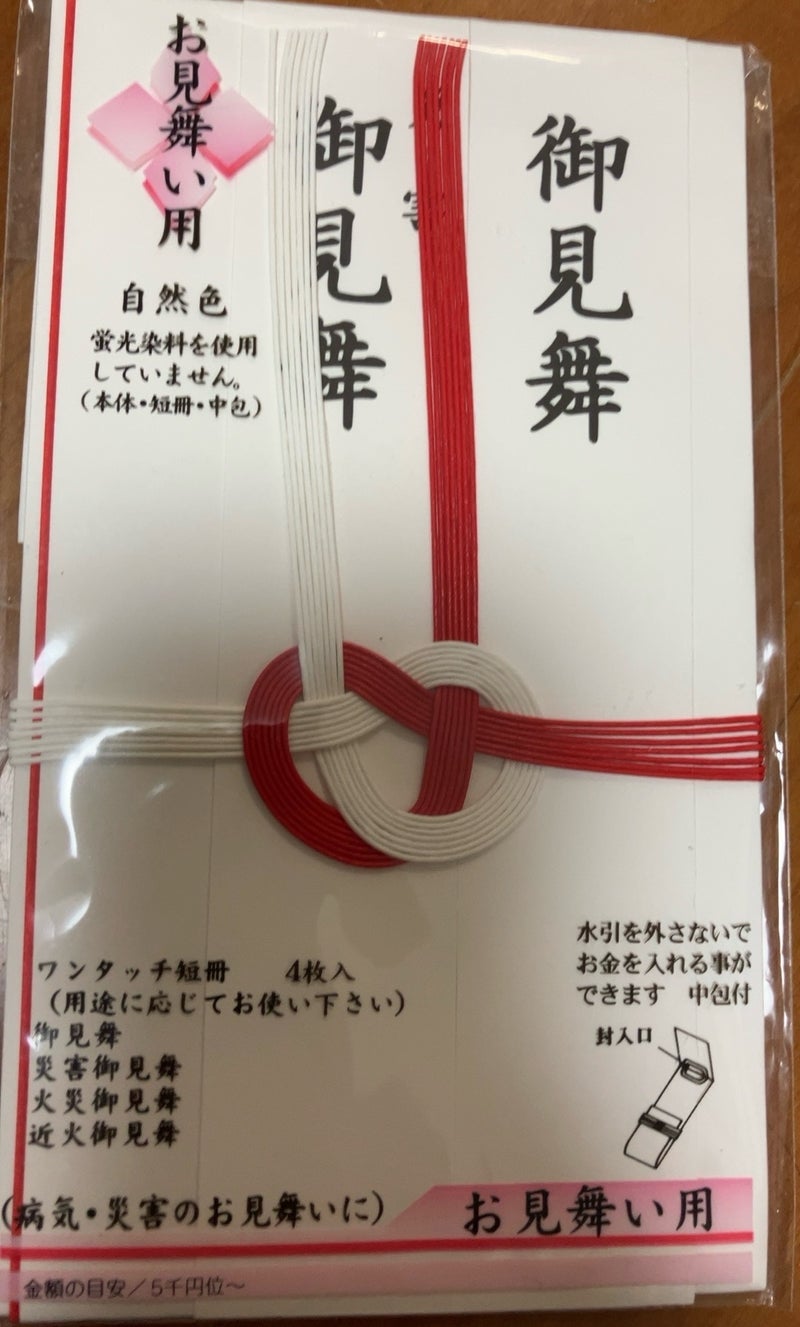 お見舞い用
自然色
蛍光染料を使用
していません。
(本体・短冊・中包)
御見舞
害
御見舞
ワンタッチ短冊 4枚入
(用途に応じてお使い下さい)
御見舞
災害御見舞
火災御見舞
近火御見舞
水引を外さないで
お金を入れる事が
できます 中包付
封入口
(病気・災害のお見舞いに)
お見舞い用
金額の目安/5千円位~